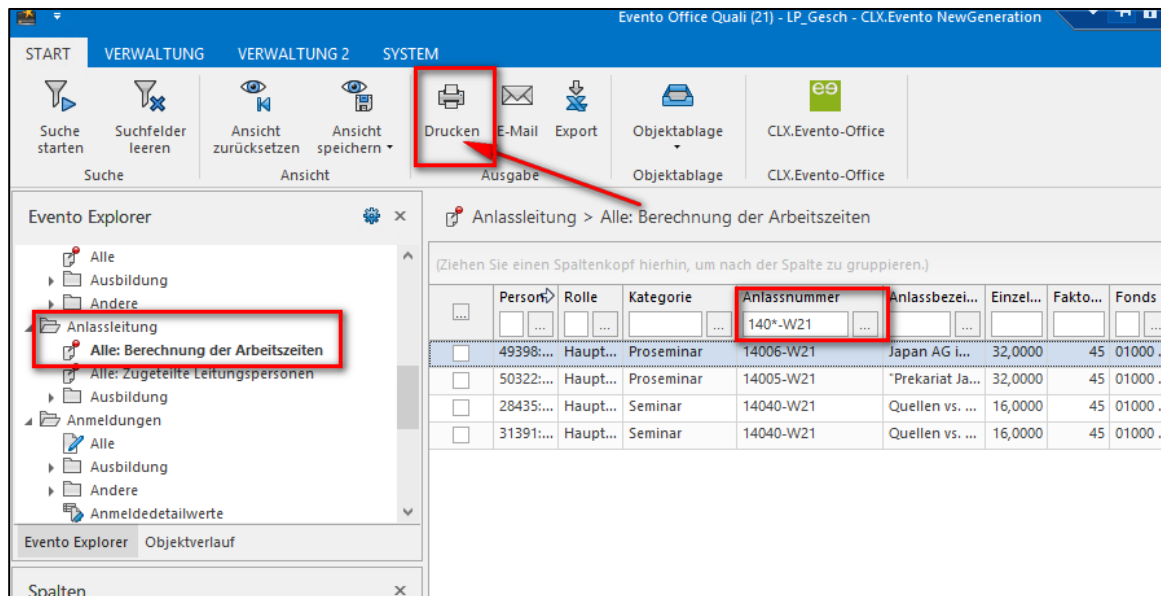 Evento Office Quali (21) - LP_Gesch - CLX.Evento NewGeneration
START VERWALTUNG VERWALTUNG 2 SYSTEM
Suche starten
Suchfelder leeren
Ansicht zurücksetzen
Ansicht speichern
Drucken
E-Mail
Export
Objektablage
CLX.Evento-Office
Suche Ansicht Ausgabe Objektablage CLX.Evento-Office
Evento Explorer
Alle
Ausbildung
Andere
Anlassleitung
Alle: Berechnung der Arbeitszeiten
Alle: Zugeteilte Leitungspersonen
Ausbildung
Anmeldungen
Alle
Ausbildung
Andere
Anmeldedetailwerte
Evento Explorer Objektverlauf
Spalten
Anlassleitung > Alle: Berechnung der Arbeitszeiten
(Ziehen Sie einen Spaltenkopf hierhin, um nach der Spalte zu gruppieren.)
Person Rolle Kategorie Anlassnummer Anlassbezei... Einzel... Fakto... Fonds
... ... ... ... 140*-W21 ... ... ...
49398:... Haupt... Proseminar 14006-W21 Japan AG i... 32,0000 45 01000 .
50322:... Haupt... Proseminar 14005-W21 "Prekariat Ja... 32,0000 45 01000 .
28435:... Haupt... Seminar 14040-W21 Quellen vs. ... 16,0000 45 01000 .
31391:... Haupt... Seminar 14040-W21 Quellen vs. ... 16,0000 45 01000 .